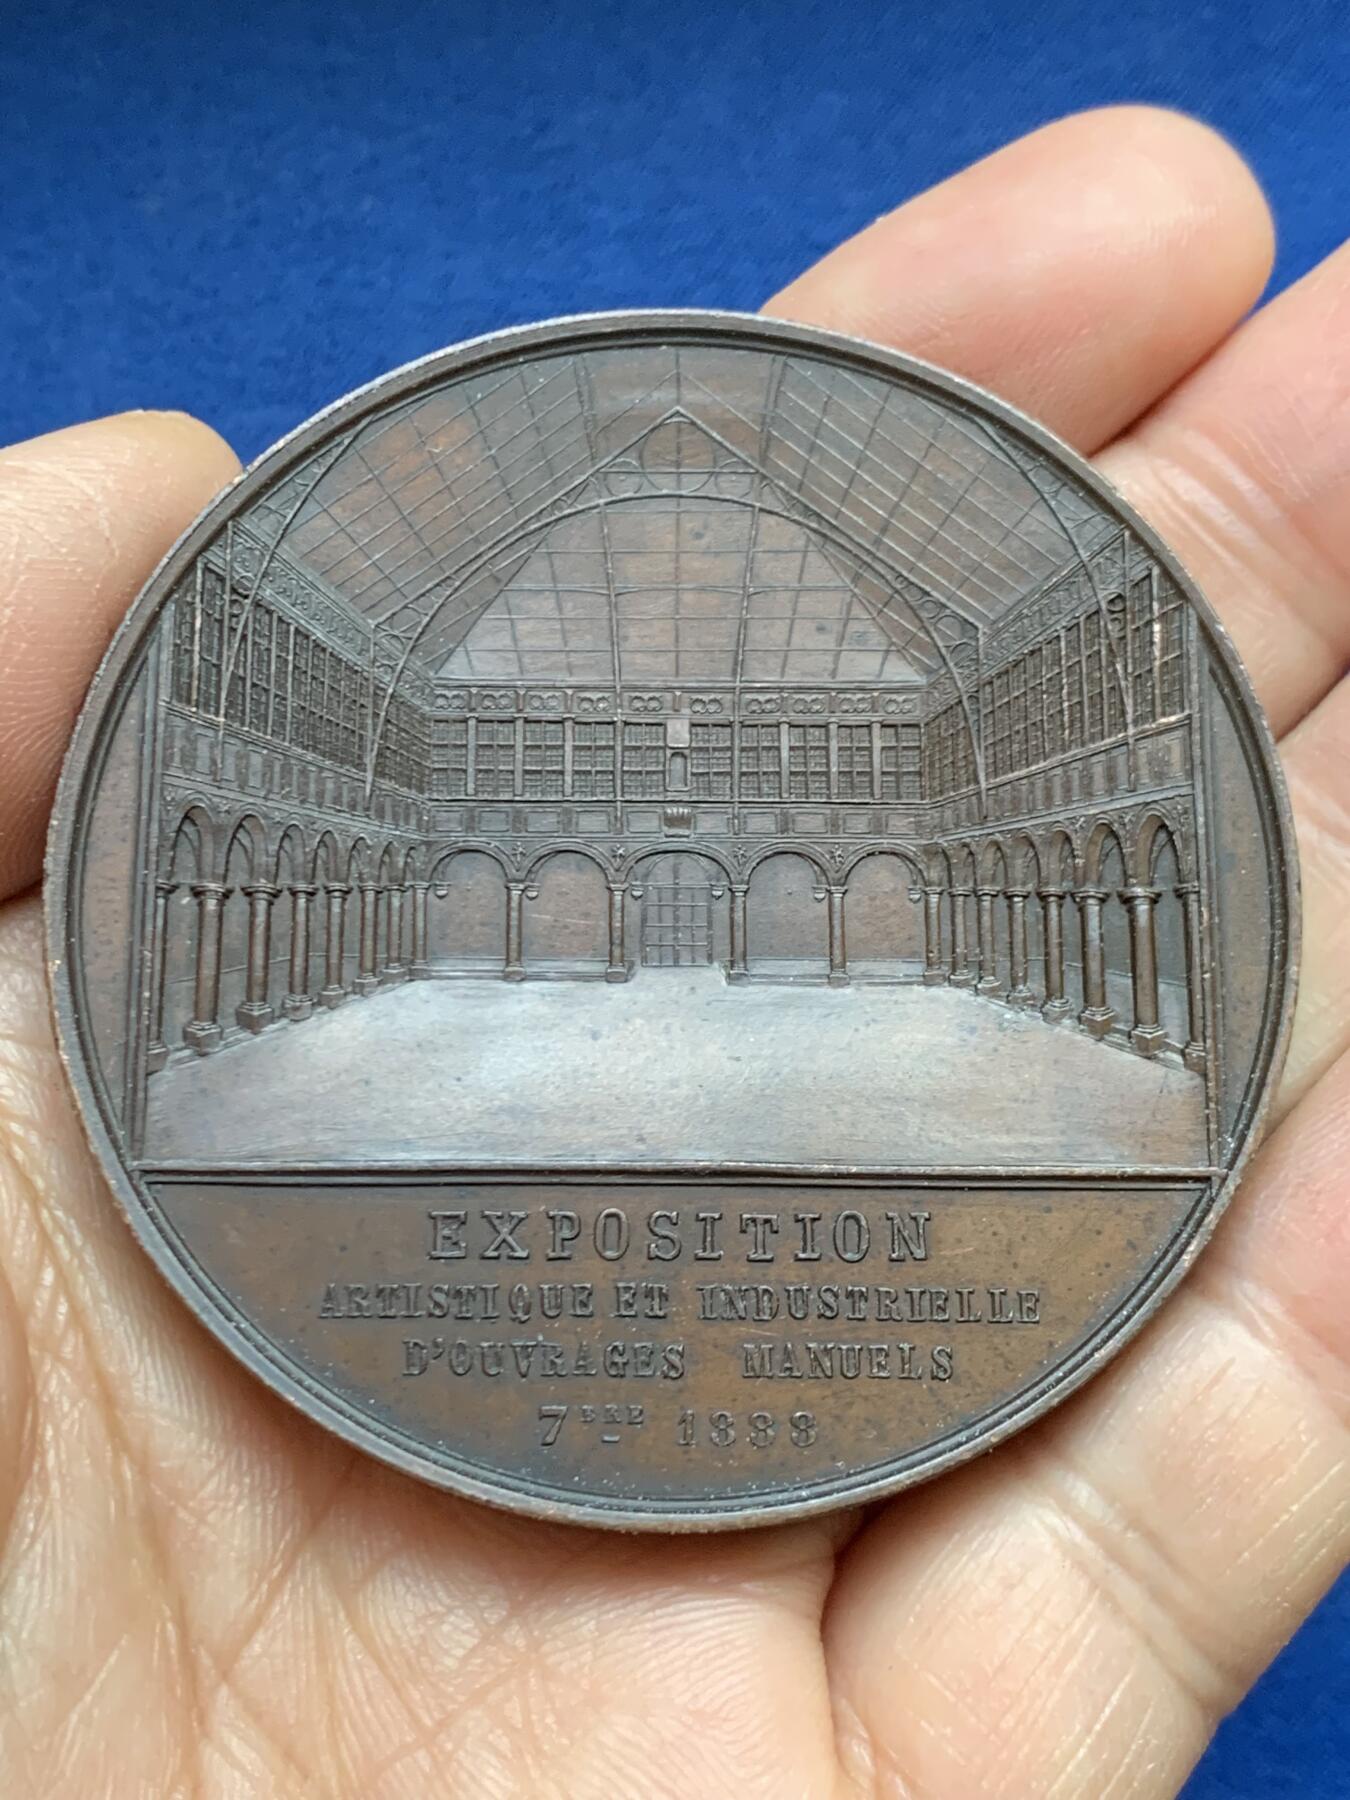 EXPOSITION
ARTISTIQUE ET INDUSTRIELLE
D'OUVRAGES MANUELS
7BRE 1888